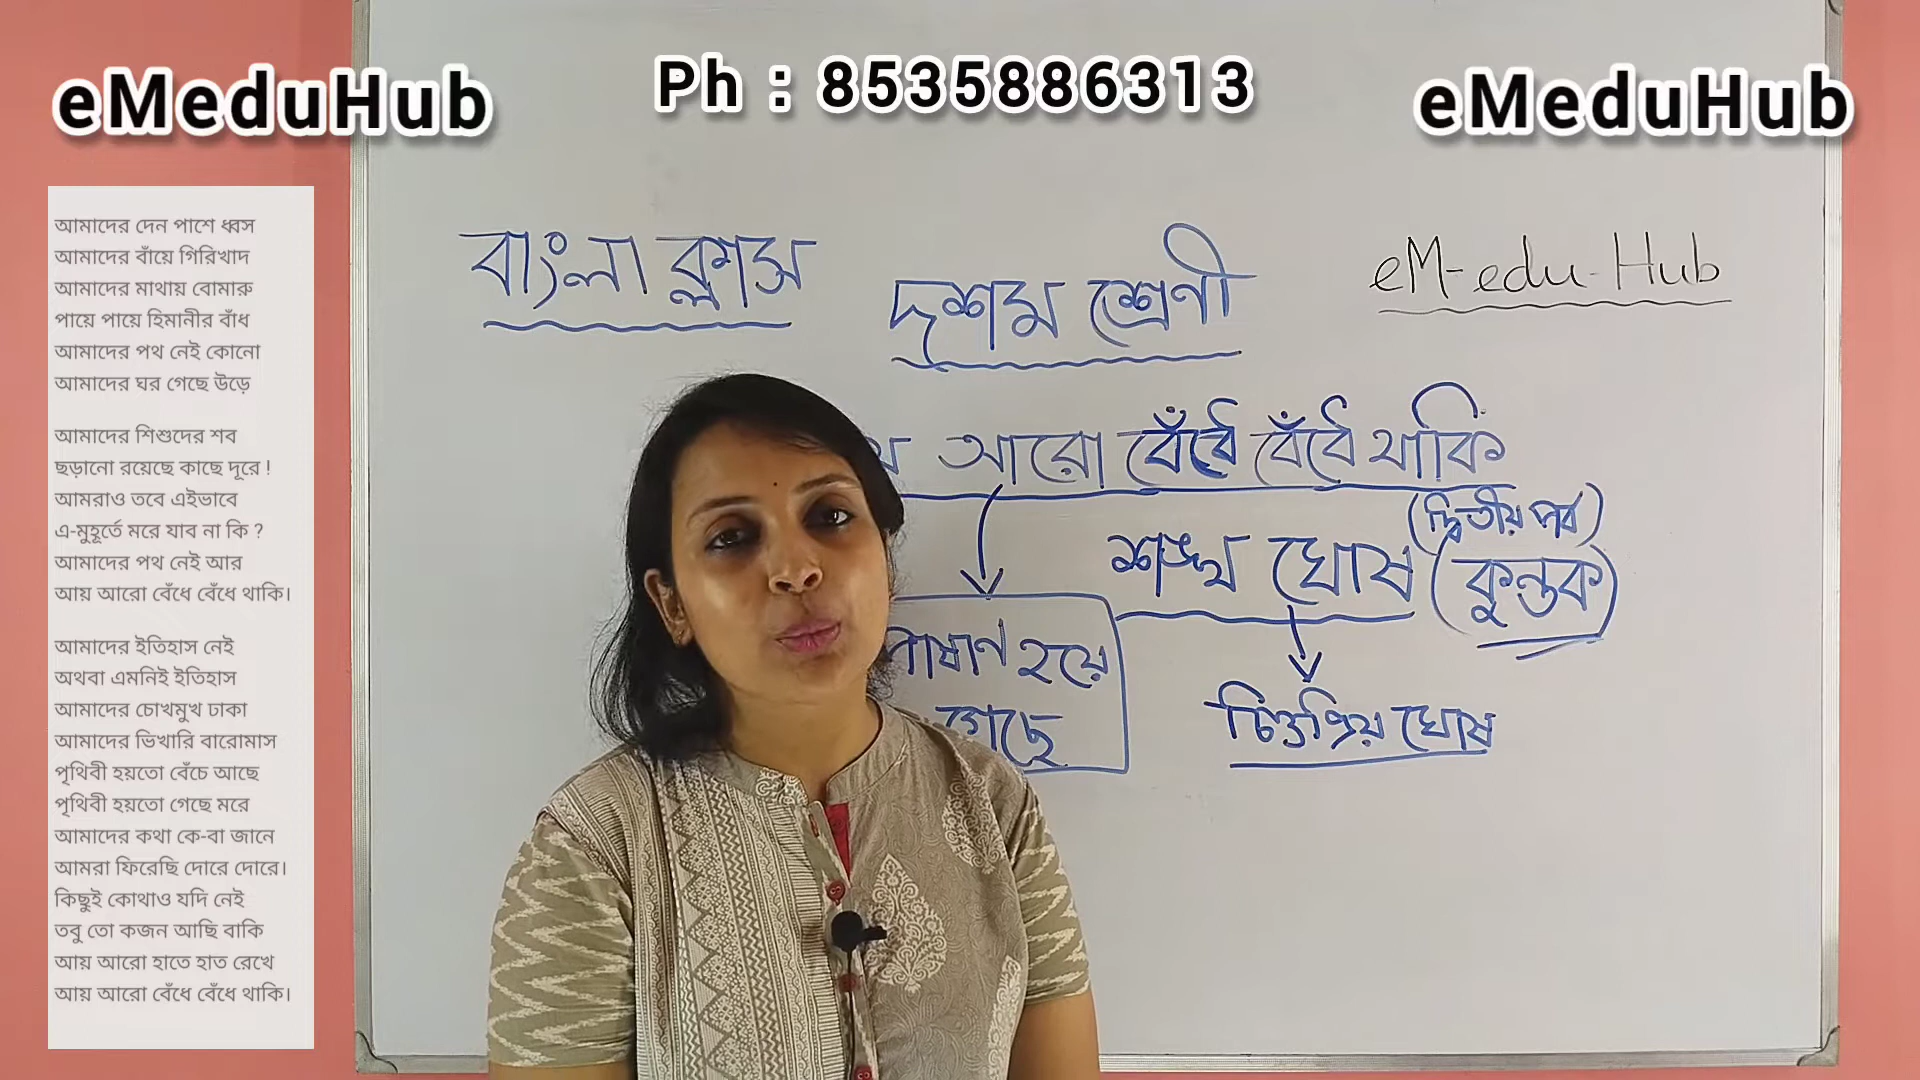 eMeduHub
Ph : 8535886313
eMeduHub
আমাদের দেন পাশে ধ্বস
আমাদের বাঁয়ে গিরিখাদ
আমাদের মাথায় বোমারু
পায়ে পায়ে হিমানীর বাঁধ
আমাদের পথ নেই কোনো
আমাদের ঘর গেছে উড়ে
আমাদের শিশুদের শব
ছড়ানো রয়েছে কাছে দূরে !
আমরাও তবে এইভাবে
এ-মুহূর্তে মরে যাব না কি ?
আমাদের পথ নেই আর
আয় আরো বেঁধে বেঁধে থাকি।
আমাদের ইতিহাস নেই
অথবা এমনিই ইতিহাস
আমাদের চোখমুখ ঢাকা
আমাদের ভিখারি বারোমাস
পৃথিবী হয়তো বেঁচে আছে
পৃথিবী হয়তো গেছে মরে
আমাদের কথা কে-বা জানে
আমরা ফিরেছি দোরে দোরে।
কিছুই কোথাও যদি নেই
তবু তো কজন আছি বাকি
আয় আরো হাতে হাত রেখে
আয় আরো বেঁধে বেঁধে থাকি।
বাংলা ক্লাস
দশম শ্রেণী
eM-edu-Hub
আরো বেঁধে বেঁধে থাকি
(দ্বিতীয় পর্ব)
শঙ্খ ঘোষ (কুন্তক)
পাষাণ হয়ে
গেছে
চিত্তপ্রিয় ঘোষ